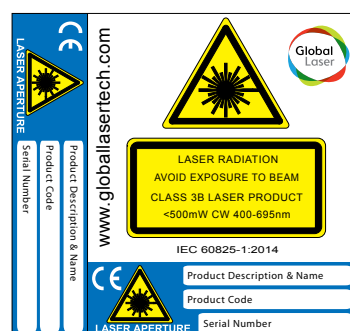 LASER APERTURE
CE
Product Description & Name
Product Code
Serial Number
www.globallasertech.com
Global
Laser
LASER RADIATION
AVOID EXPOSURE TO BEAM
CLASS 3B LASER PRODUCT
<500mW CW 400-695nm
IEC 60825-1:2014
CE
LASER APERTURE
Product Description & Name
Product Code
Serial Number